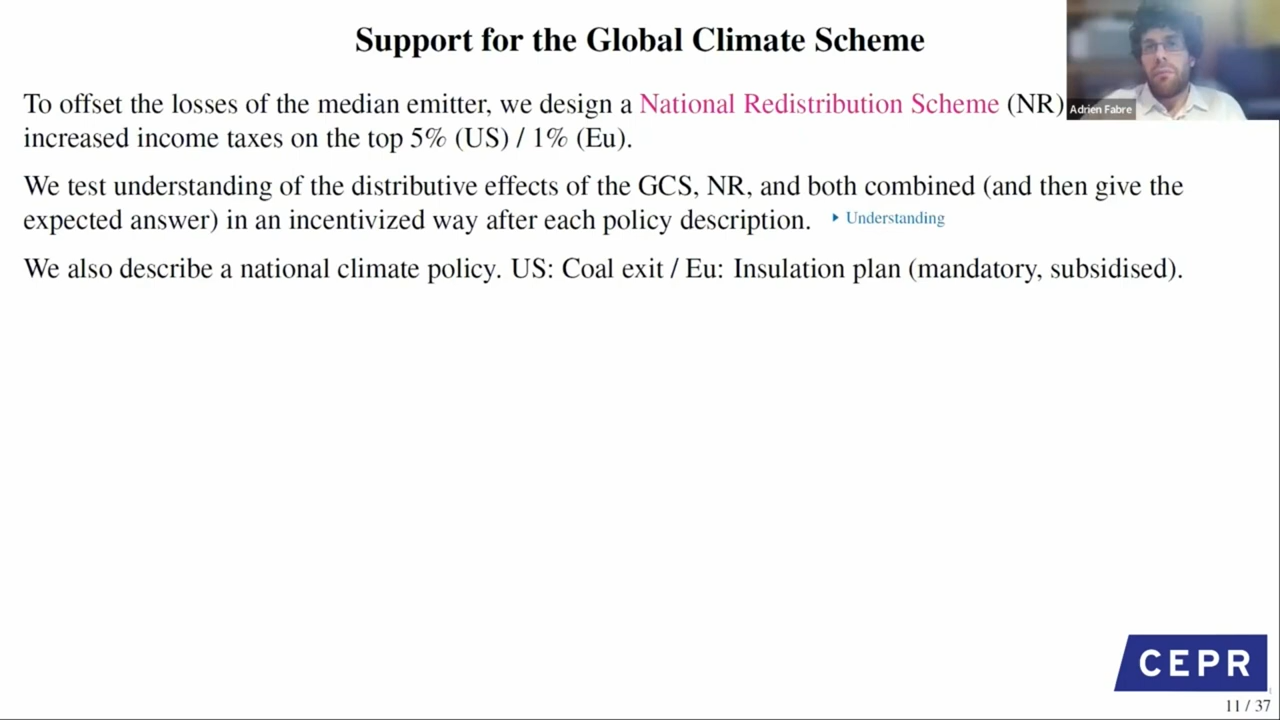 Support for the Global Climate Scheme
To offset the losses of the median emitter, we design a National Redistribution Scheme (NR)
increased income taxes on the top 5% (US) / 1% (Eu).
We test understanding of the distributive effects of the GCS, NR, and both combined (and then give the
expected answer) in an incentivized way after each policy description. Understanding
We also describe a national climate policy. US: Coal exit / Eu: Insulation plan (mandatory, subsidised).
Adrien Fabre
CEPR
11 / 37